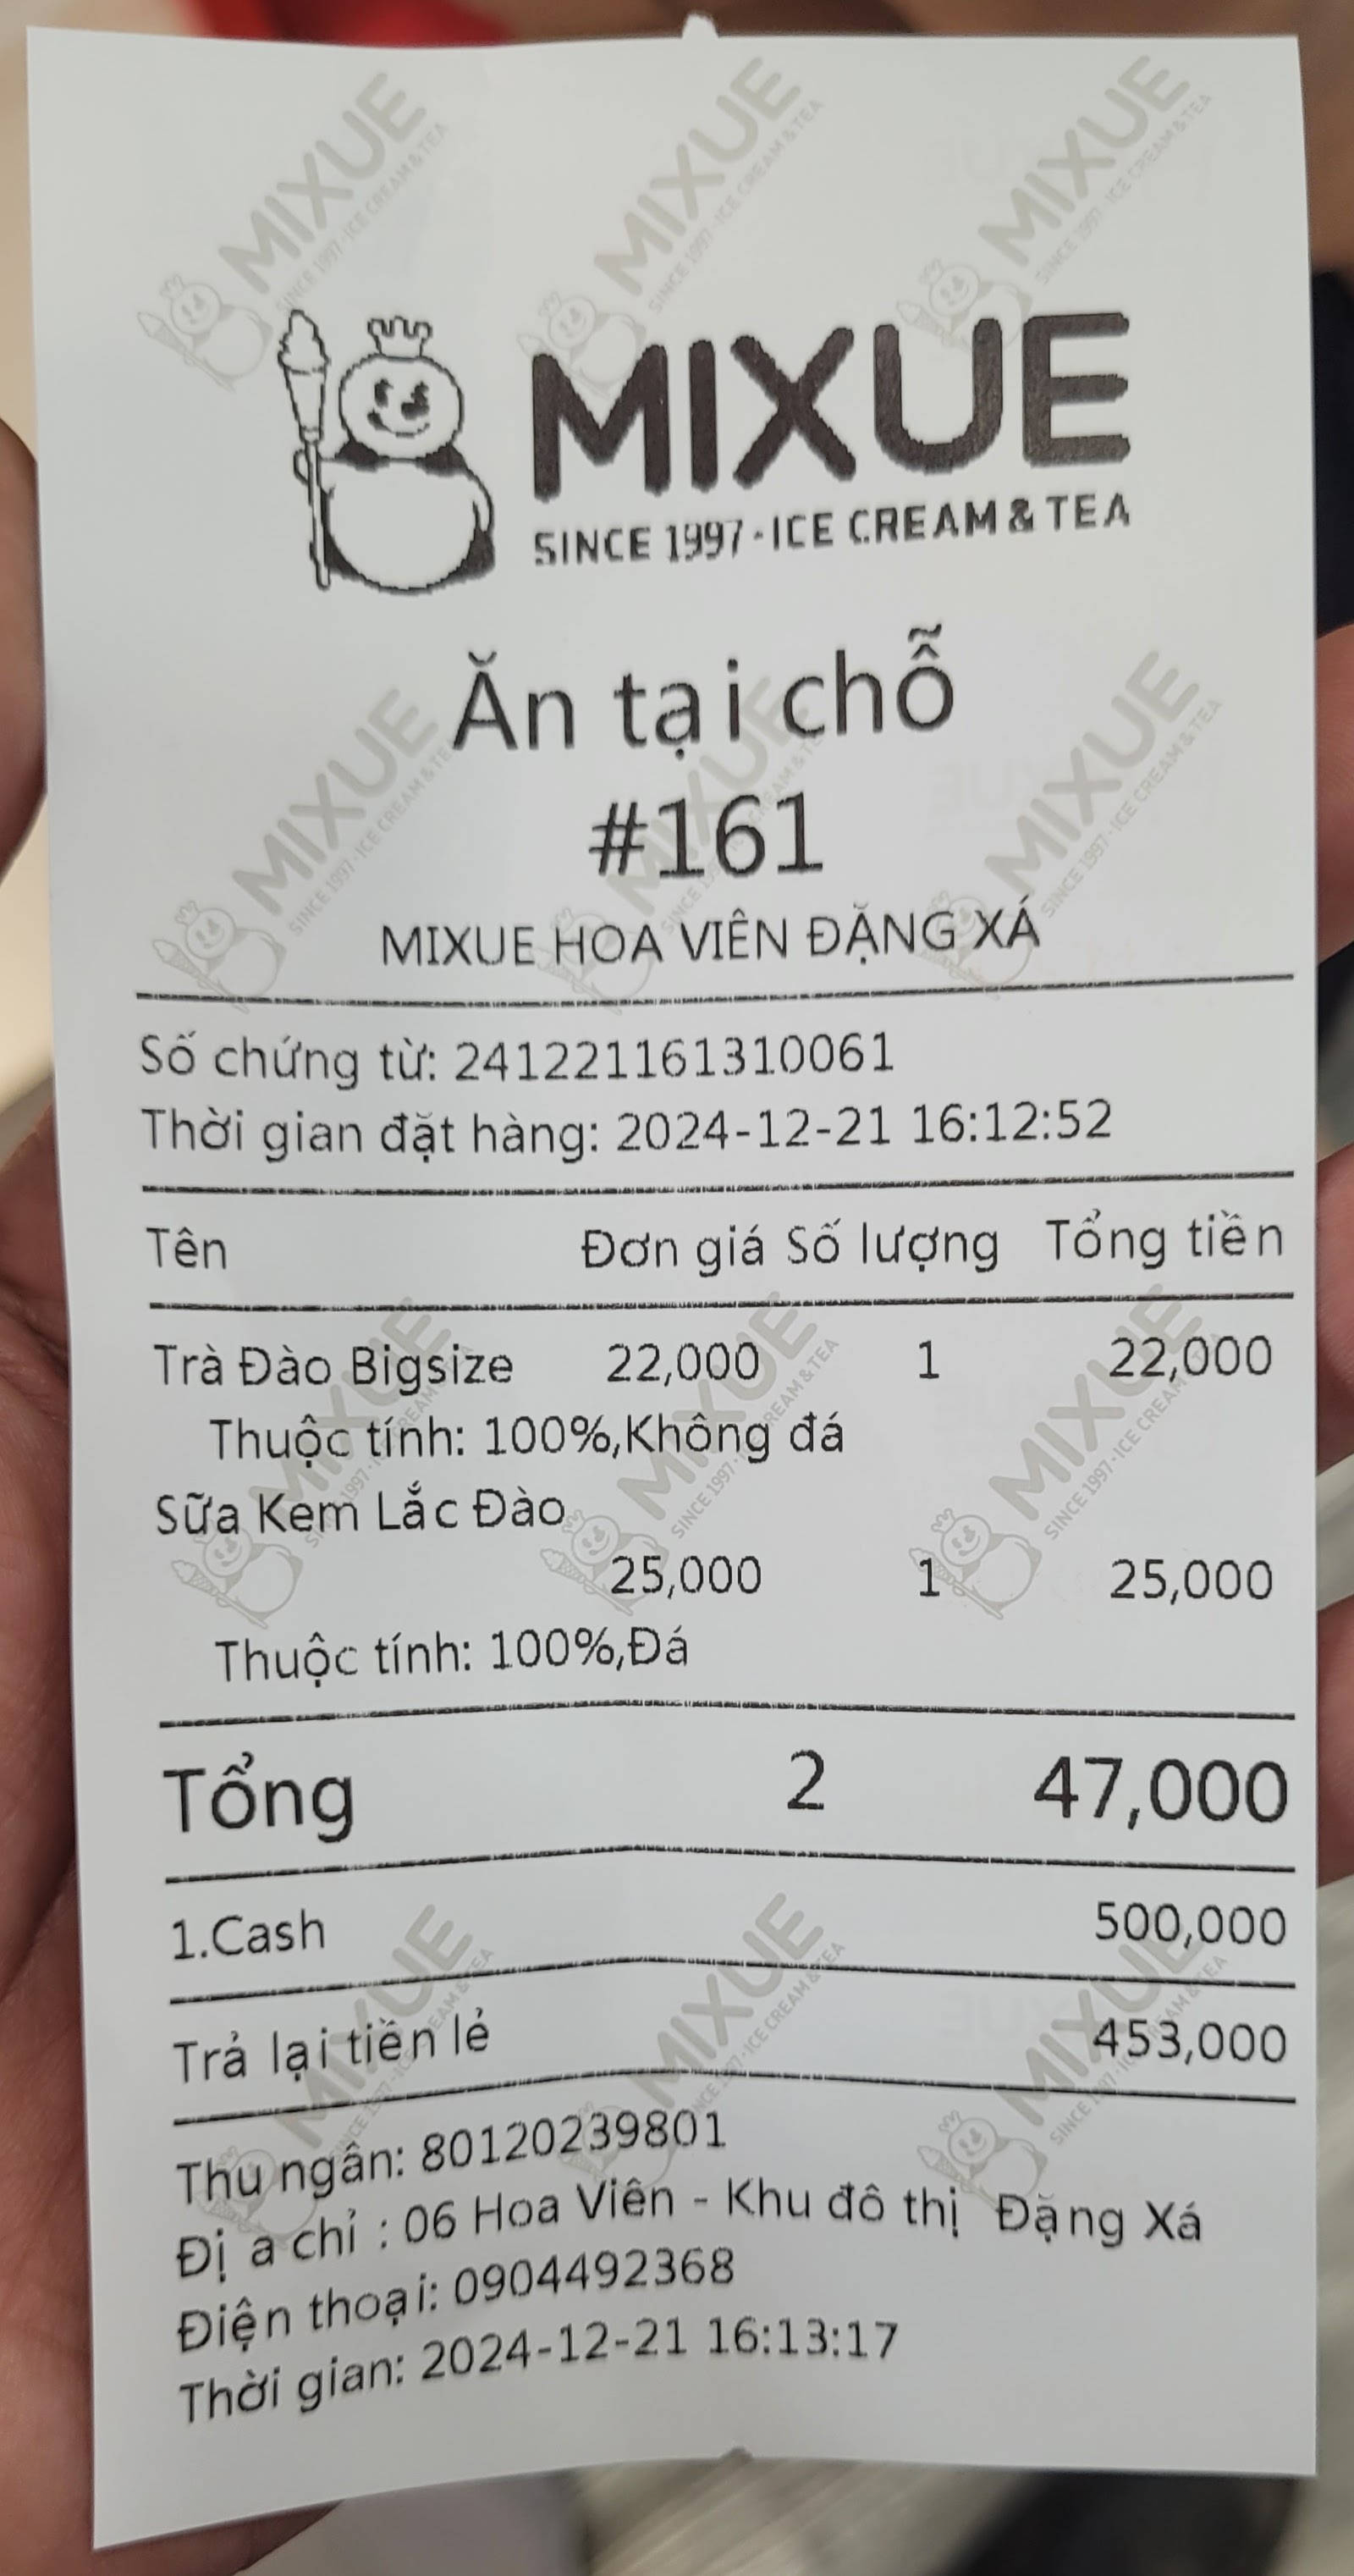 MIXUE
SINCE 1997 - ICE CREAM & TEA
Ăn tại chỗ
#161
MIXUE HOA VIÊN ĐẶNG XÁ
Số chứng từ: 241221161310061
Thời gian đặt hàng: 2024-12-21 16:12:52
Tên Đơn giá Số lượng Tổng tiền
Trà Đào Bigsize 22,000 1 22,000
Thuộc tính: 100%,Không đá
Sữa Kem Lắc Đào
25,000 1 25,000
Thuộc tính: 100%,Đá
Tổng 2 47,000
1.Cash 500,000
Trả lại tiền lẻ 453,000
Thu ngân: 80120239801
Địa chỉ : 06 Hoa Viên - Khu đô thị Đặng Xá
Điện thoại: 0904492368
Thời gian: 2024-12-21 16:13:17